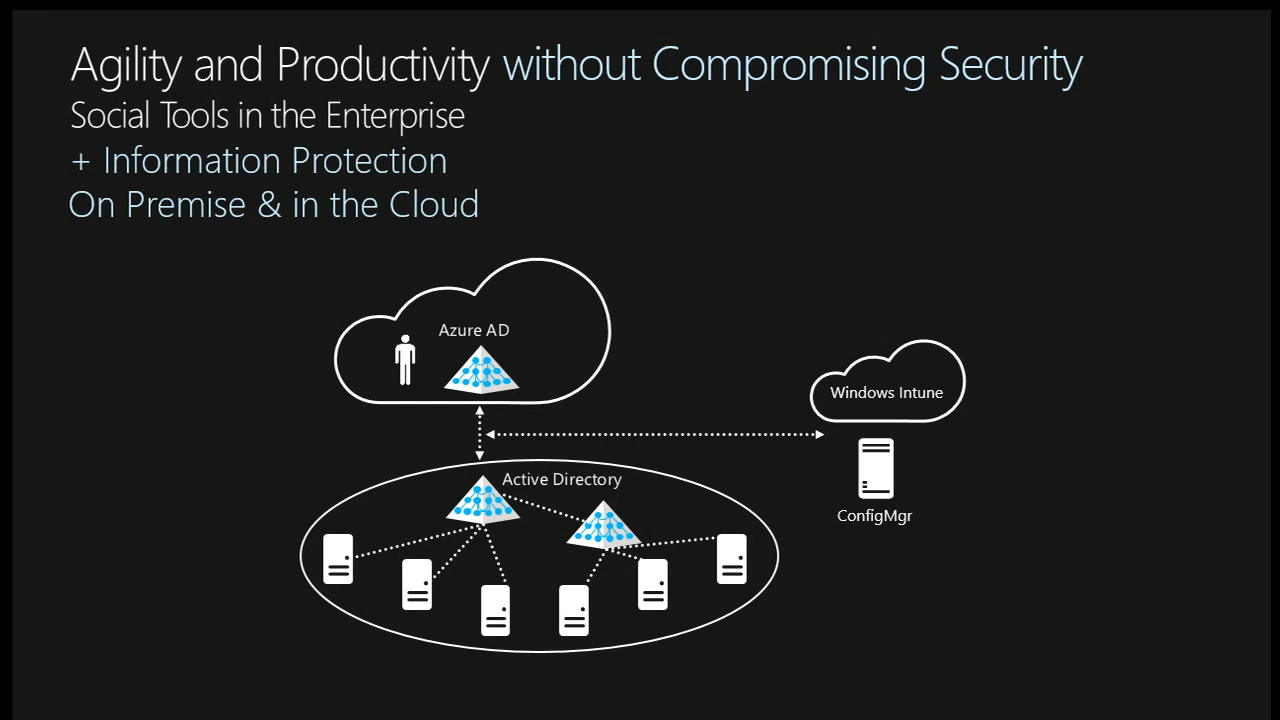 Agility and Productivity without Compromising Security
Social Tools in the Enterprise
+ Information Protection
On Premise & in the Cloud
Azure AD
Windows Intune
Active Directory
ConfigMgr